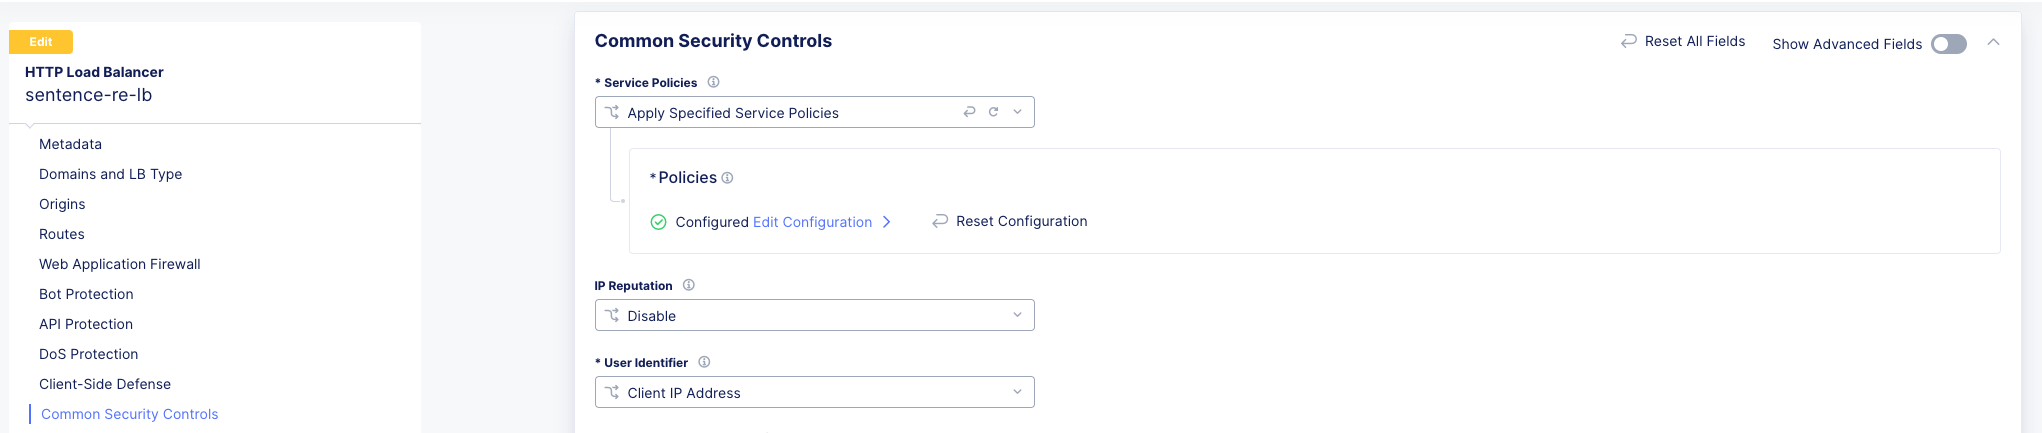 Edit
HTTP Load Balancer
sentence-re-lb
Metadata
Domains and LB Type
Origins
Routes
Web Application Firewall
Bot Protection
API Protection
DoS Protection
Client-Side Defense
Common Security Controls
Common Security Controls
Reset All Fields
Show Advanced Fields
* Service Policies
Apply Specified Service Policies
* Policies
Configured Edit Configuration
Reset Configuration
IP Reputation
Disable
* User Identifier
Client IP Address